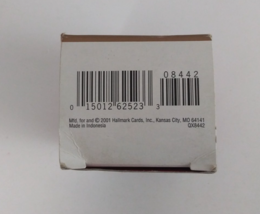 08442
0 15012 62523 3
Mfd. for and © 2001 Hallmark Cards, Inc., Kansas City, MO 64141
Made in Indonesia QX8442